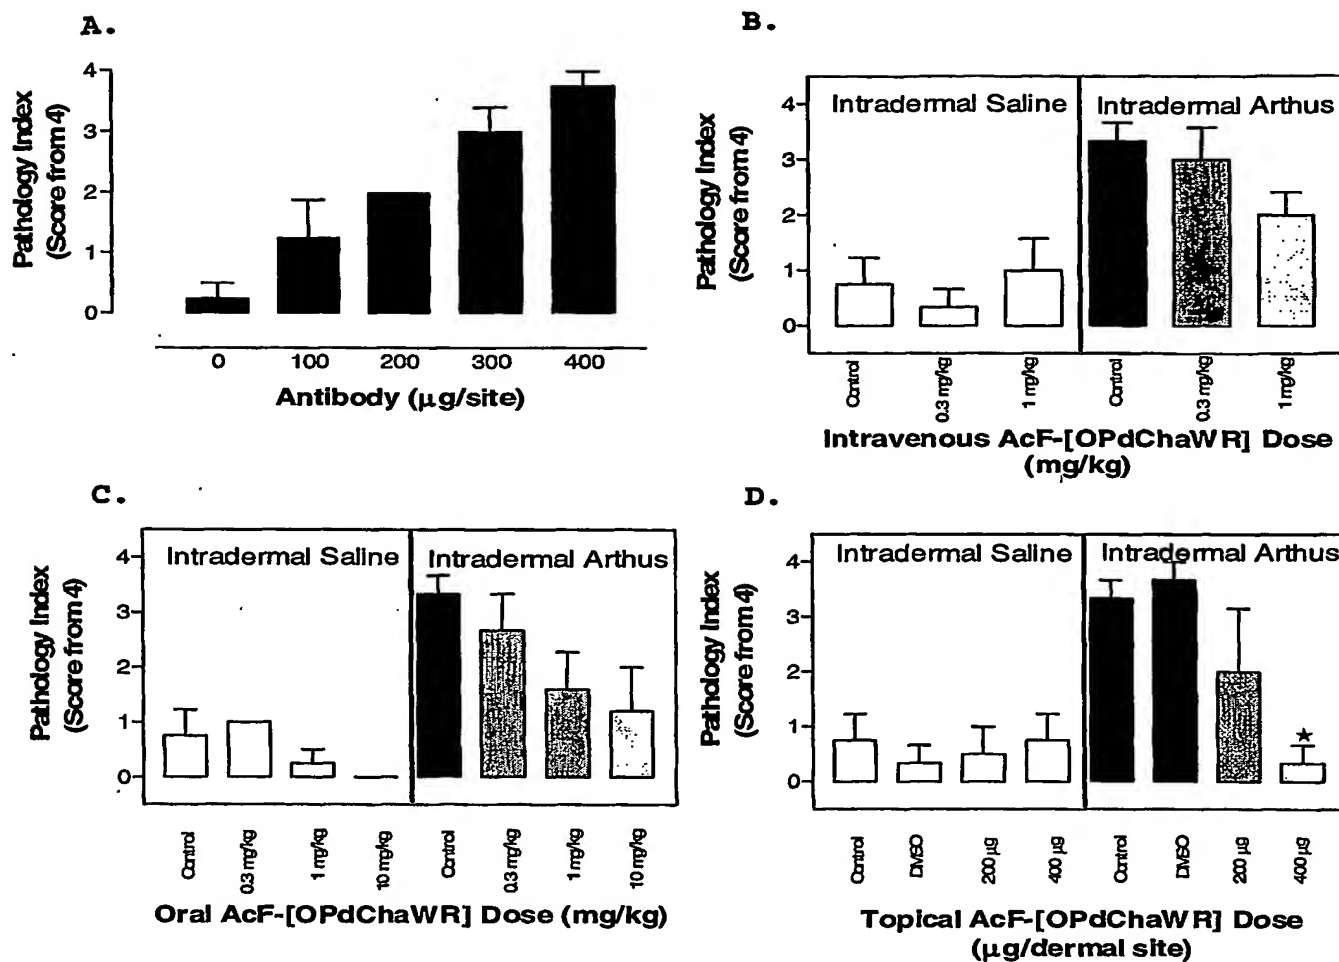 A.
Pathology Index
(Score from 4)
4
3
2
1
0
0 100 200 300 400
Antibody (μg/site)
B.
Pathology Index
(Score from 4)
4
3
2
1
0
Intradermal Saline Intradermal Arthus
Control 0.3 mg/kg 1 mg/kg Control 0.3 mg/kg 1 mg/kg
Intravenous AcF-[OPdChaWR] Dose
(mg/kg)
C.
Pathology Index
(Score from 4)
4
3
2
1
0
Intradermal Saline Intradermal Arthus
Control 0.3 mg/kg 1 mg/kg 10 mg/kg Control 0.3 mg/kg 1 mg/kg 10 mg/kg
Oral AcF-[OPdChaWR] Dose (mg/kg)
D.
Pathology Index
(Score from 4)
4
3
2
1
0
Intradermal Saline Intradermal Arthus
★
Control DMSO 200 μg 400 μg Control DMSO 200 μg 400 μg
Topical AcF-[OPdChaWR] Dose
(μg/dermal site)